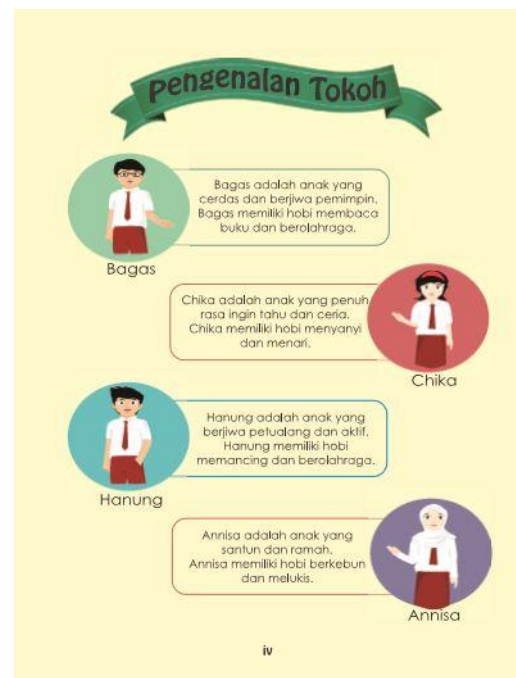 Pengenalan Tokoh
Bagas adalah anak yang
cerdas dan berjiwa pemimpin.
Bagas memiliki hobi membaca
buku dan berolahraga.
Bagas
Chika adalah anak yang penuh
rasa ingin tahu dan ceria.
Chika memiliki hobi menyanyi
dan menari.
Chika
Hanung adalah anak yang
berjiwa petualang dan aktif.
Hanung memiliki hobi
memancing dan berolahraga.
Hanung
Annisa adalah anak yang
santun dan ramah.
Annisa memiliki hobi berkebun
dan melukis.
Annisa
iv